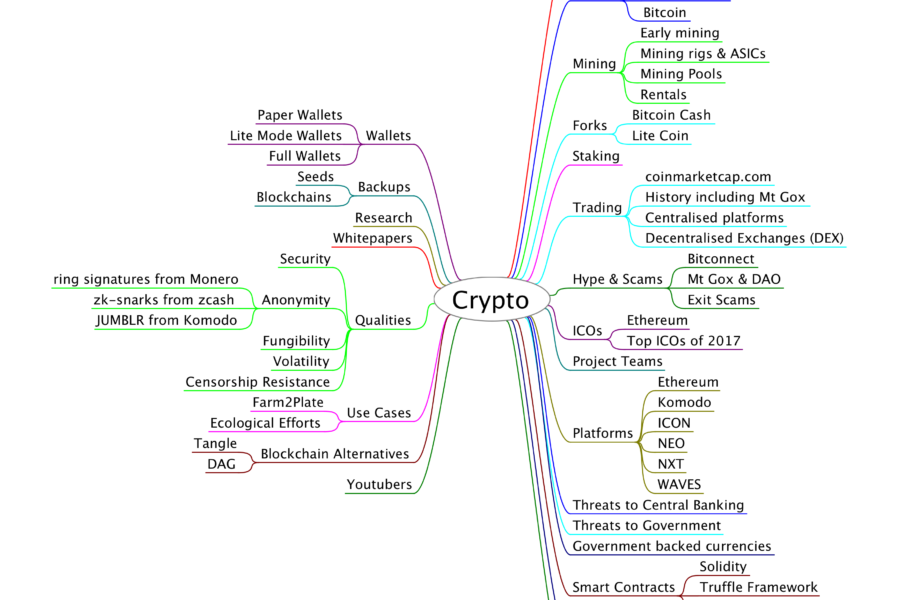 Crypto
Bitcoin
Mining
Early mining
Mining rigs & ASICs
Mining Pools
Rentals
Forks
Bitcoin Cash
Lite Coin
Staking
Trading
coinmarketcap.com
History including Mt Gox
Centralised platforms
Decentralised Exchanges (DEX)
Hype & Scams
Bitconnect
Mt Gox & DAO
Exit Scams
ICOs
Ethereum
Top ICOs of 2017
Project Teams
Platforms
Ethereum
Komodo
ICON
NEO
NXT
WAVES
Threats to Central Banking
Threats to Government
Government backed currencies
Smart Contracts
Solidity
Truffle Framework
Wallets
Paper Wallets
Lite Mode Wallets
Full Wallets
Backups
Seeds
Blockchains
Research
Whitepapers
Qualities
Security
Anonymity
ring signatures from Monero
zk-snarks from zcash
JUMBLR from Komodo
Fungibility
Volatility
Censorship Resistance
Use Cases
Farm2Plate
Ecological Efforts
Blockchain Alternatives
Tangle
DAG
Youtubers